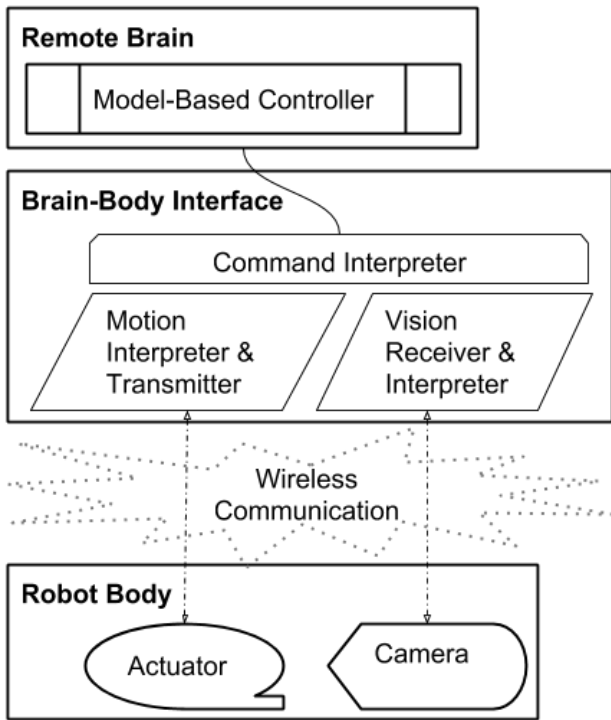 Remote Brain
Model-Based Controller
Brain-Body Interface
Command Interpreter
Motion
Interpreter &
Transmitter
Vision
Receiver &
Interpreter
Wireless
Communication
Robot Body
Actuator
Camera